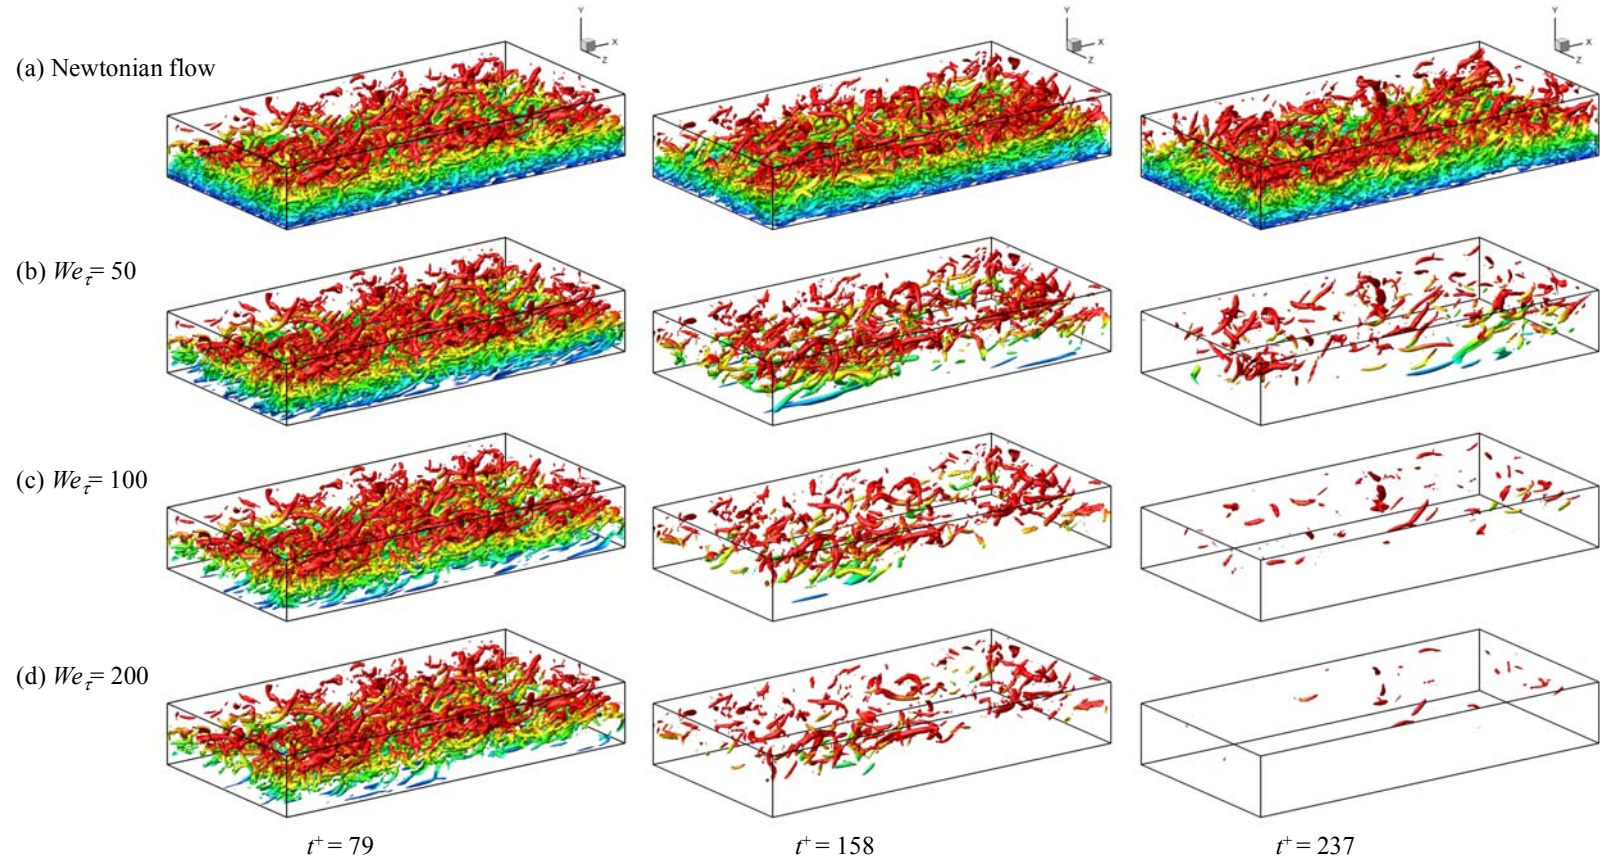 Y X Z Y X Z Y X Z
(a) Newtonian flow
(b) We_τ= 50
(c) We_τ= 100
(d) We_τ= 200
t⁺ = 79 t⁺ = 158 t⁺ = 237